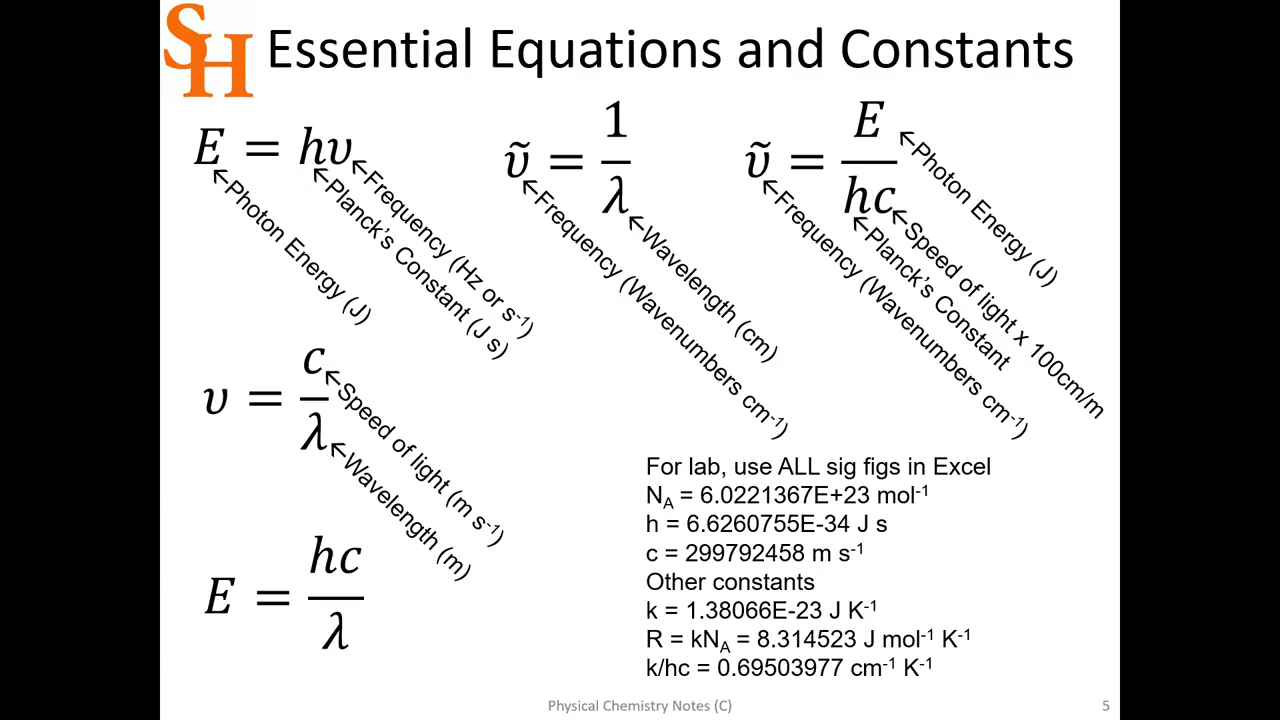 SH
Essential Equations and Constants
E = hυ
←Photon Energy (J)
←Planck’s Constant (J s)
←Frequency (Hz or s⁻¹)
ῦ = 1/λ
←Frequency (Wavenumbers cm⁻¹)
←Wavelength (cm)
ῦ = E/hc
←Frequency (Wavenumbers cm⁻¹)
←Planck’s Constant
←Speed of light x 100cm/m
←Photon Energy (J)
υ = c/λ
←Speed of light (m s⁻¹)
←Wavelength (m)
E = hc/λ
For lab, use ALL sig figs in Excel
N_A = 6.0221367E+23 mol⁻¹
h = 6.6260755E-34 J s
c = 299792458 m s⁻¹
Other constants
k = 1.38066E-23 J K⁻¹
R = kN_A = 8.314523 J mol⁻¹ K⁻¹
k/hc = 0.69503977 cm⁻¹ K⁻¹
Physical Chemistry Notes (C)
5